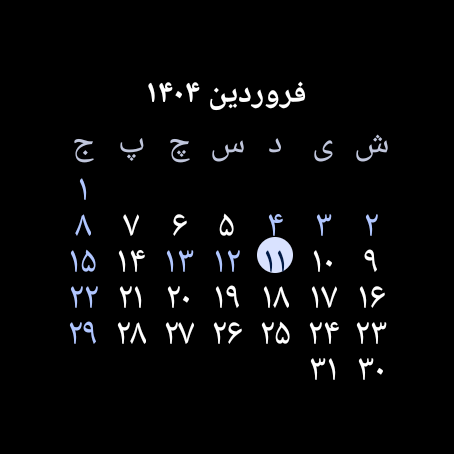 فروردین ۱۴۰۴
ش ی د س چ پ ج
۱
۲ ۳ ۴ ۵ ۶ ۷ ۸
۹ ۱۰ ۱۱ ۱۲ ۱۳ ۱۴ ۱۵
۱۶ ۱۷ ۱۸ ۱۹ ۲۰ ۲۱ ۲۲
۲۳ ۲۴ ۲۵ ۲۶ ۲۷ ۲۸ ۲۹
۳۰ ۳۱